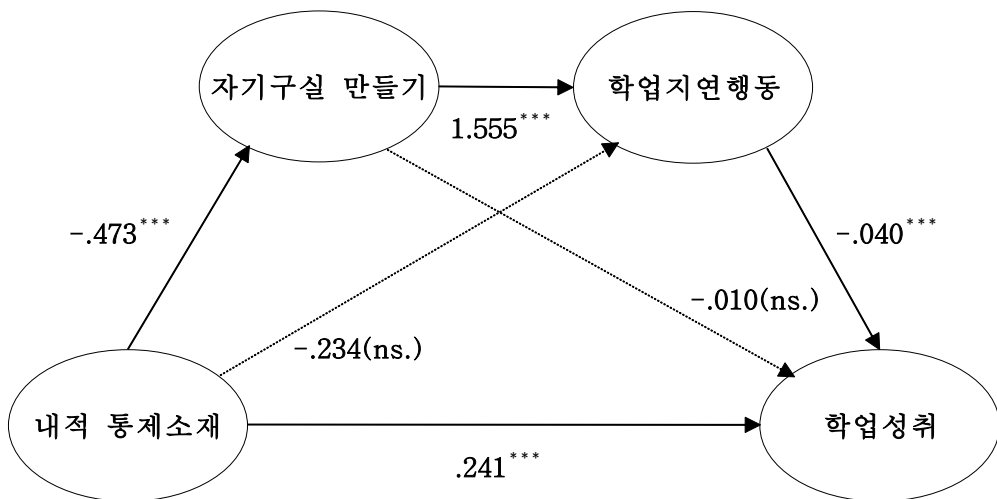 자기구실 만들기
학업지연행동
1.555***
-.473***
-.040***
-.010(ns.)
-.234(ns.)
내적 통제소재
학업성취
.241***